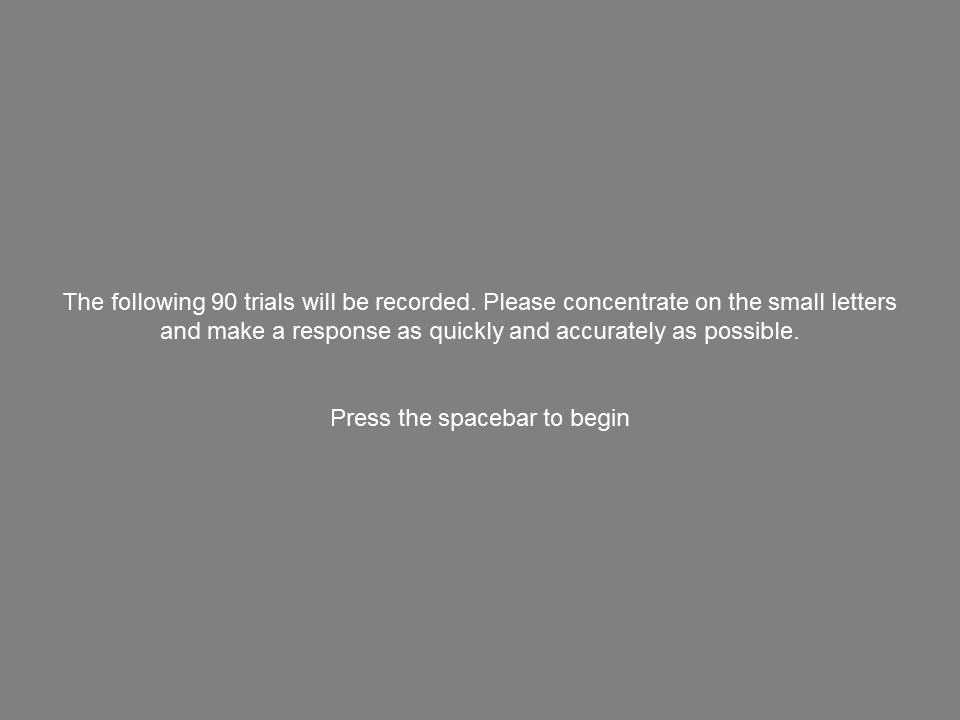 The following 90 trials will be recorded. Please concentrate on the small letters
and make a response as quickly and accurately as possible.
Press the spacebar to begin